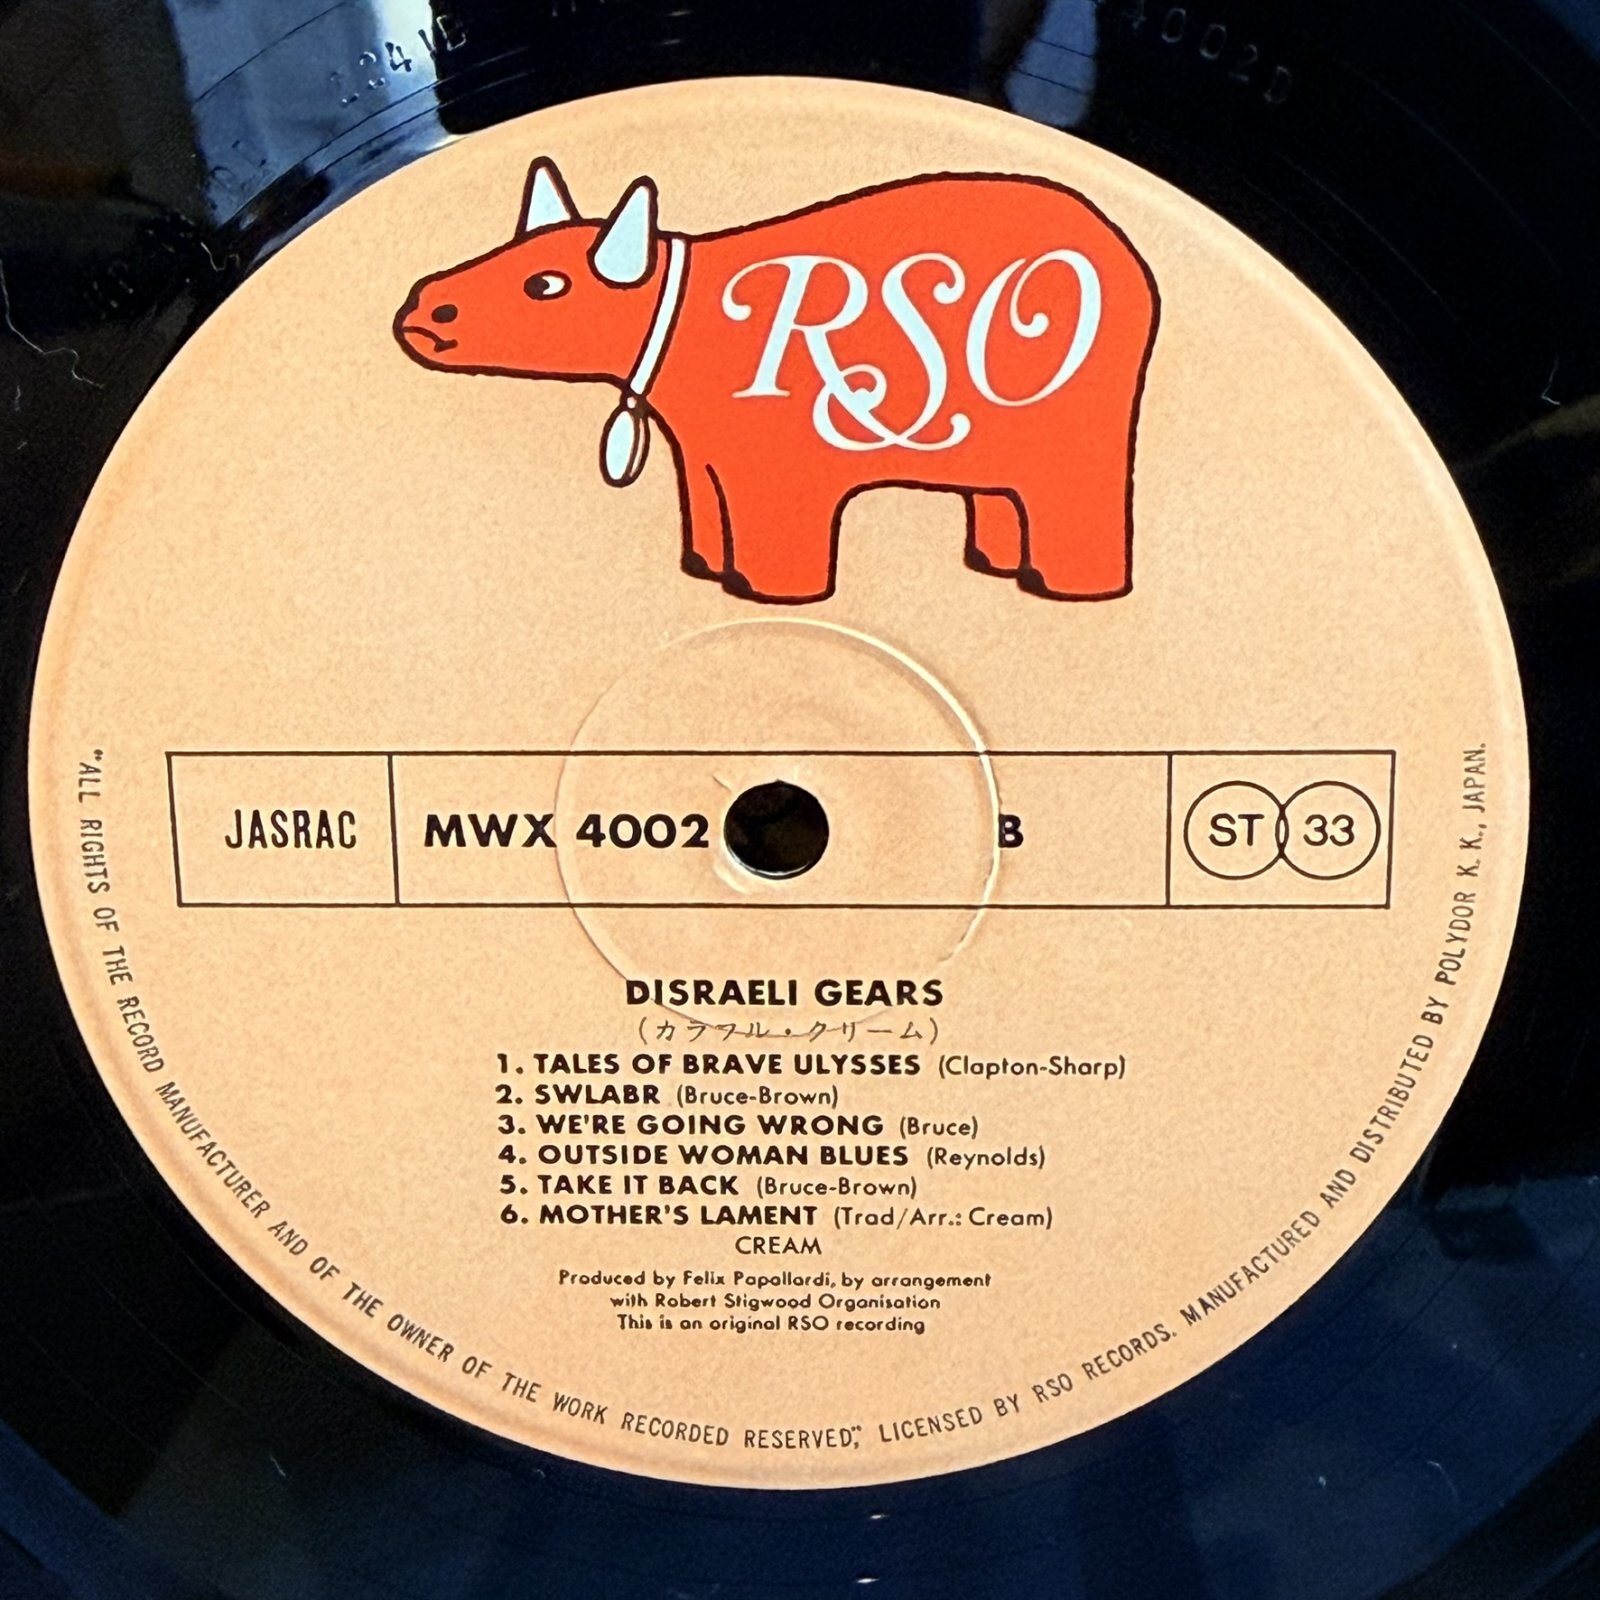 4002D
RSO
JASRAC
MWX 4002
B
ST 33
DISRAELI GEARS
(カラフル・クリーム)
1. TALES OF BRAVE ULYSSES (Clapton-Sharp)
2. SWLABR (Bruce-Brown)
3. WE'RE GOING WRONG (Bruce)
4. OUTSIDE WOMAN BLUES (Reynolds)
5. TAKE IT BACK (Bruce-Brown)
6. MOTHER'S LAMENT (Trad/Arr.: Cream)
CREAM
Produced by Felix Papallardi, by arrangement
with Robert Stigwood Organisation
This is an original RSO recording
"ALL RIGHTS OF THE RECORD MANUFACTURER AND OF THE OWNER OF THE WORK RECORDED RESERVED," LICENSED BY RSO RECORDS. MANUFACTURED AND DISTRIBUTED BY POLYDOR K. K., JAPAN.